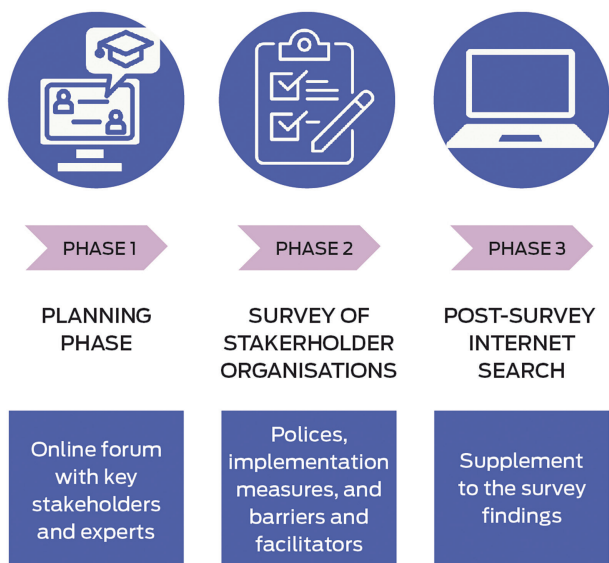 PHASE 1
PLANNING
PHASE
Online forum
with key
stakeholders
and experts
PHASE 2
SURVEY OF
STAKERHOLDER
ORGANISATIONS
Polices,
implementation
measures, and
barriers and
facilitators
PHASE 3
POST-SURVEY
INTERNET
SEARCH
Supplement
to the survey
findings